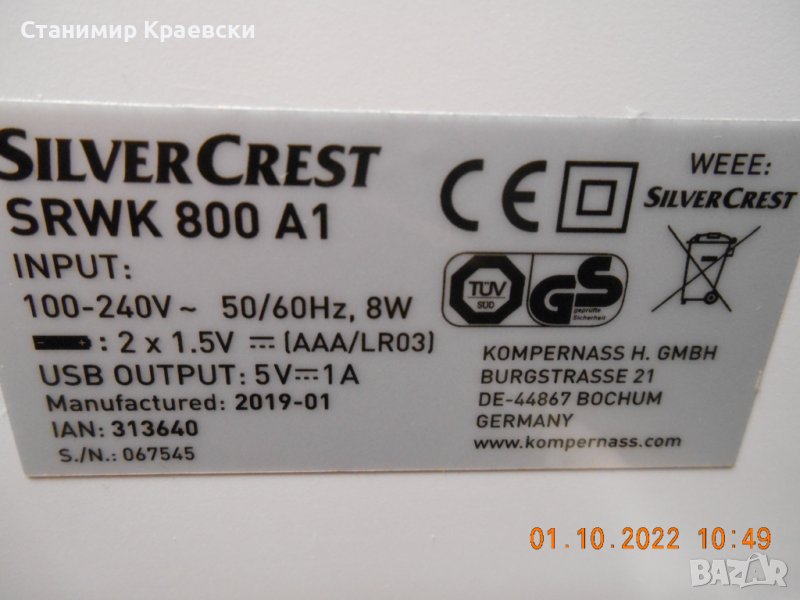 Станимир Краевски
SILVERCREST
SRWK 800 A1
INPUT:
100-240V ~ 50/60Hz, 8W
: 2 x 1.5V ⎓ (AAA/LR03)
USB OUTPUT: 5V⎓1A
Manufactured: 2019-01
IAN: 313640
S./N.: 067545
CE
WEEE:
SILVERCREST
TÜV
SÜD
GS
geprüfte
Sicherheit
KOMPERNASS H. GMBH
BURGSTRASSE 21
DE-44867 BOCHUM
GERMANY
www.kompernass.com
01.10.2022 10:49
BAZAR